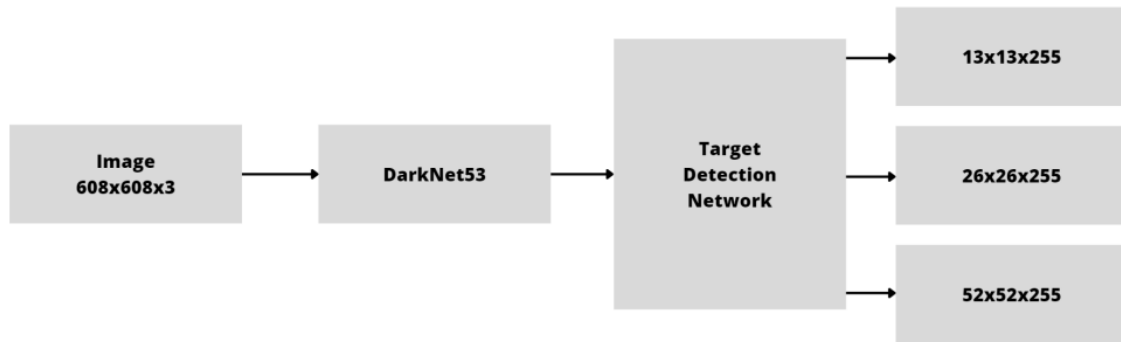 Image
608x608x3
DarkNet53
Target
Detection
Network
13x13x255
26x26x255
52x52x255